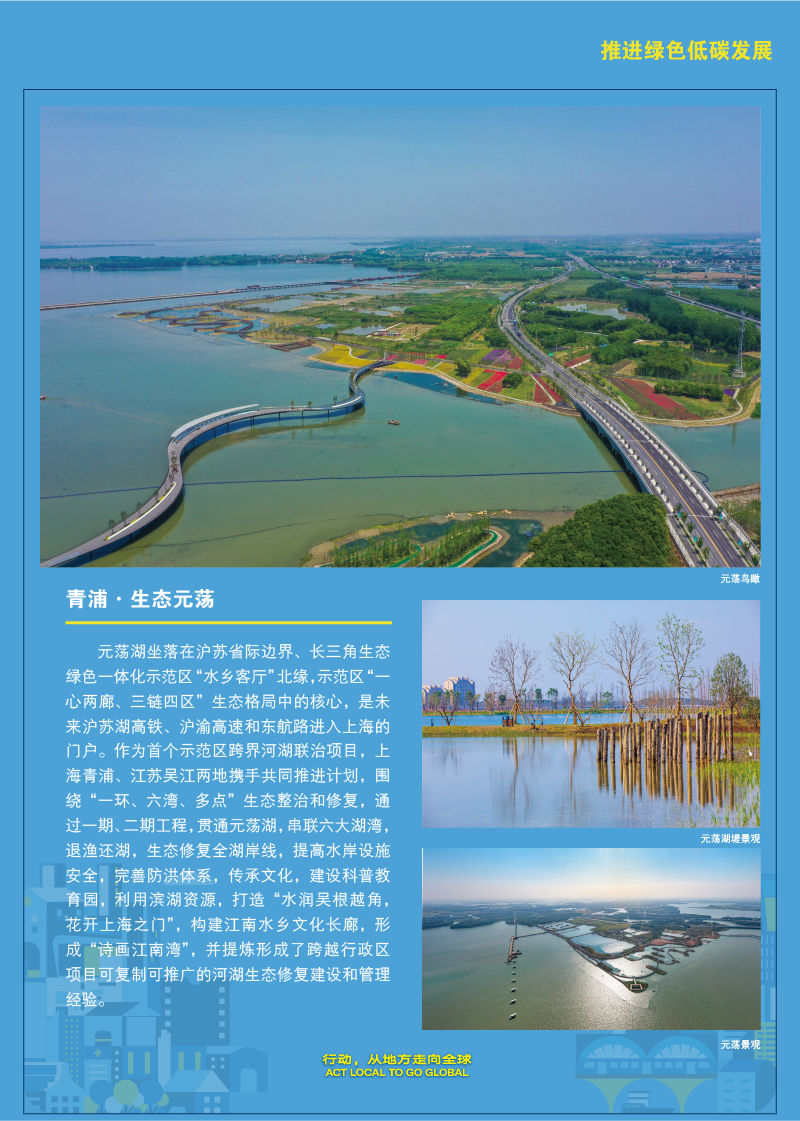 推进绿色低碳发展
元荡鸟瞰
青浦·生态元荡
元荡湖坐落在沪苏省际边界、长三角生态
绿色一体化示范区“水乡客厅”北缘,示范区“一
心两廊、三链四区”生态格局中的核心，是未
来沪苏湖高铁、沪渝高速和东航路进入上海的
门户。作为首个示范区跨界河湖联治项目，上
海青浦、江苏吴江两地携手共同推进计划，围
绕“一环、六湾、多点”生态整治和修复，通
过一期、二期工程,贯通元荡湖,串联六大湖湾，
退渔还湖，生态修复全湖岸线，提高水岸设施
安全，完善防洪体系，传承文化，建设科普教
育园，利用滨湖资源，打造“水润吴根越角，
花开上海之门”，构建江南水乡文化长廊，形
成“诗画江南湾”，并提炼形成了跨越行政区
项目可复制可推广的河湖生态修复建设和管理
经验。
元荡湖堤景观
元荡景观
行动，从地方走向全球
ACT LOCAL TO GO GLOBAL